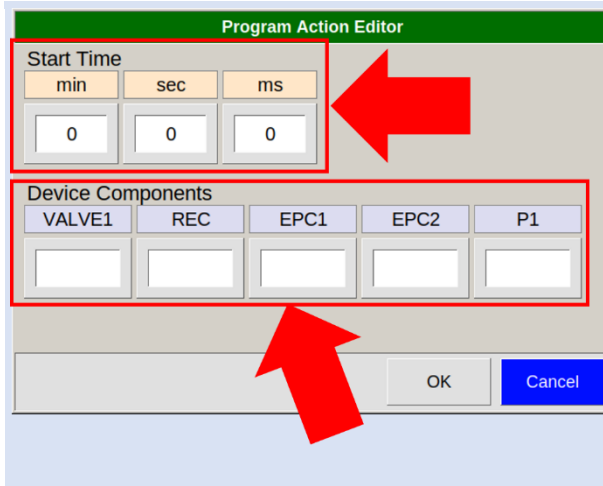 Program Action Editor
Start Time
min sec ms
0 0 0
Device Components
VALVE1 REC EPC1 EPC2 P1
OK Cancel